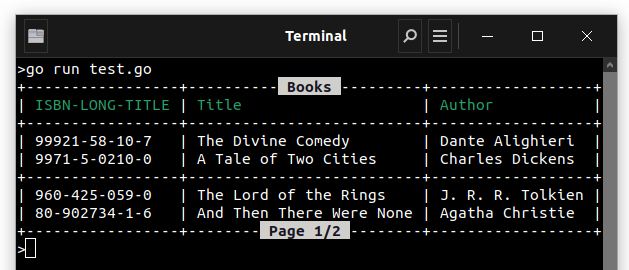 Terminal
>go run test.go
Books
ISBN-LONG-TITLE | Title | Author
99921-58-10-7 | The Divine Comedy | Dante Alighieri
9971-5-0210-0 | A Tale of Two Cities | Charles Dickens
960-425-059-0 | The Lord of the Rings | J. R. R. Tolkien
80-902734-1-6 | And Then There Were None | Agatha Christie
Page 1/2
>